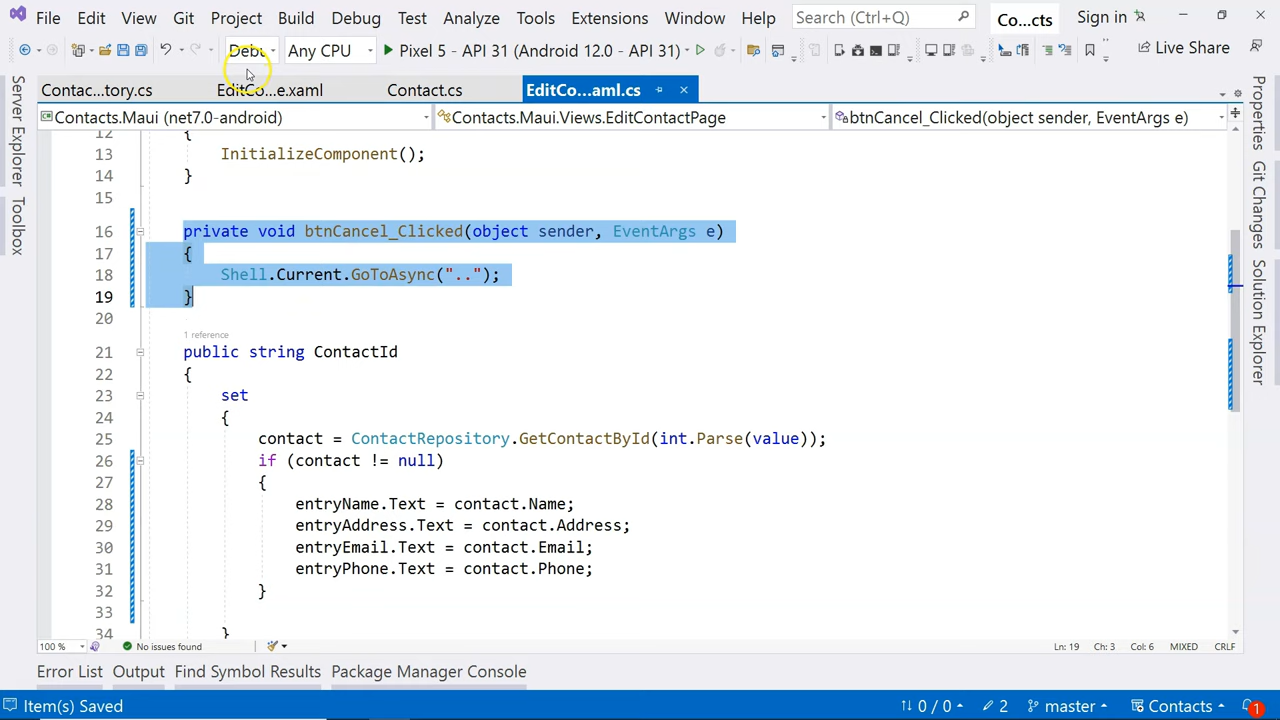 File Edit View Git Project Build Debug Test Analyze Tools Extensions Window Help Search (Ctrl+Q) Co...cts Sign in
Any CPU Pixel 5 - API 31 (Android 12.0 - API 31) Live Share
Contac...tory.cs EditCo...e.xaml Contact.cs EditCo...aml.cs
Contacts.Maui (net7.0-android) Contacts.Maui.Views.EditContactPage btnCancel_Clicked(object sender, EventArgs e)
Server Explorer
Toolbox
Properties
Git Changes
Solution Explorer
12 {
13 InitializeComponent();
14 }
15
16 private void btnCancel_Clicked(object sender, EventArgs e)
17 {
18 Shell.Current.GoToAsync("..");
19 }
20
1 reference
21 public string ContactId
22 {
23 set
24 {
25 contact = ContactRepository.GetContactById(int.Parse(value));
26 if (contact != null)
27 {
28 entryName.Text = contact.Name;
29 entryAddress.Text = contact.Address;
30 entryEmail.Text = contact.Email;
31 entryPhone.Text = contact.Phone;
32 }
33
34 }
100 % No issues found Ln: 19 Ch: 3 Col: 6 MIXED CRLF
Error List Output Find Symbol Results Package Manager Console
Item(s) Saved 0 / 0 2 master Contacts 1